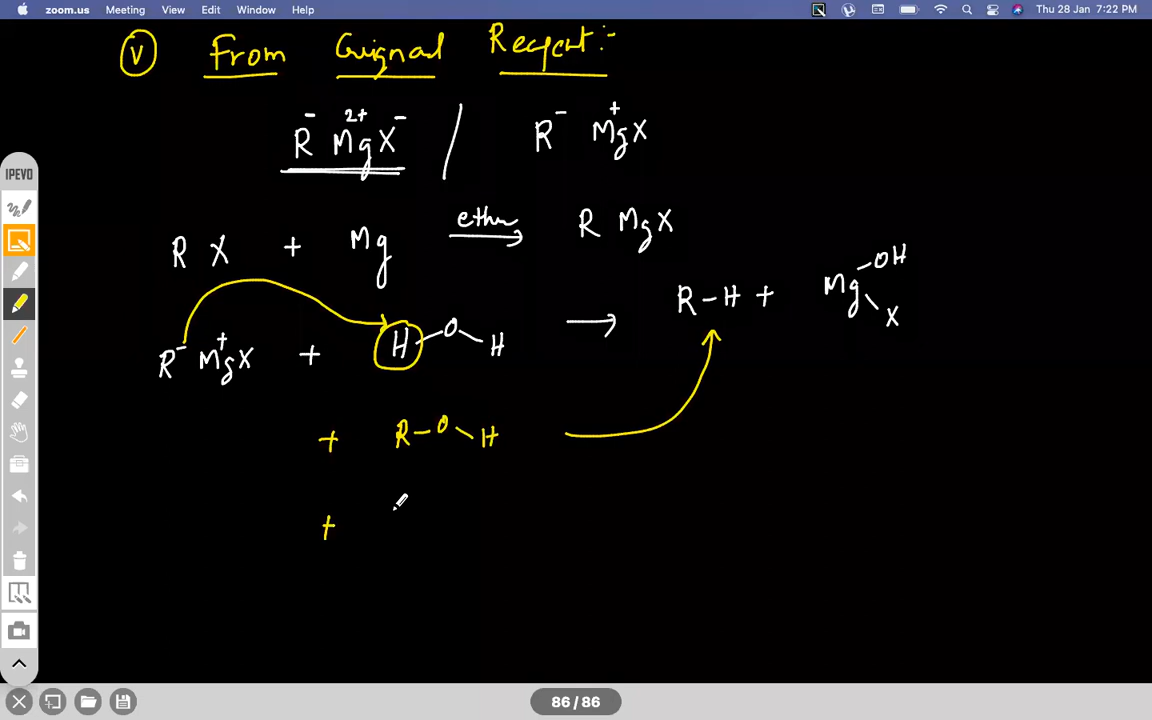 zoom.us Meeting View Edit Window Help Thu 28 Jan 7:22 PM
V From Grignard Reagent:-
R⁻ Mg²⁺X⁻ / R⁻ Mg⁺X
R X + Mg ether→ R MgX
R⁻ Mg⁺X + H-O-H → R-H + Mg-OH
X
+ R-O-H
+
IPEVO
86 / 86